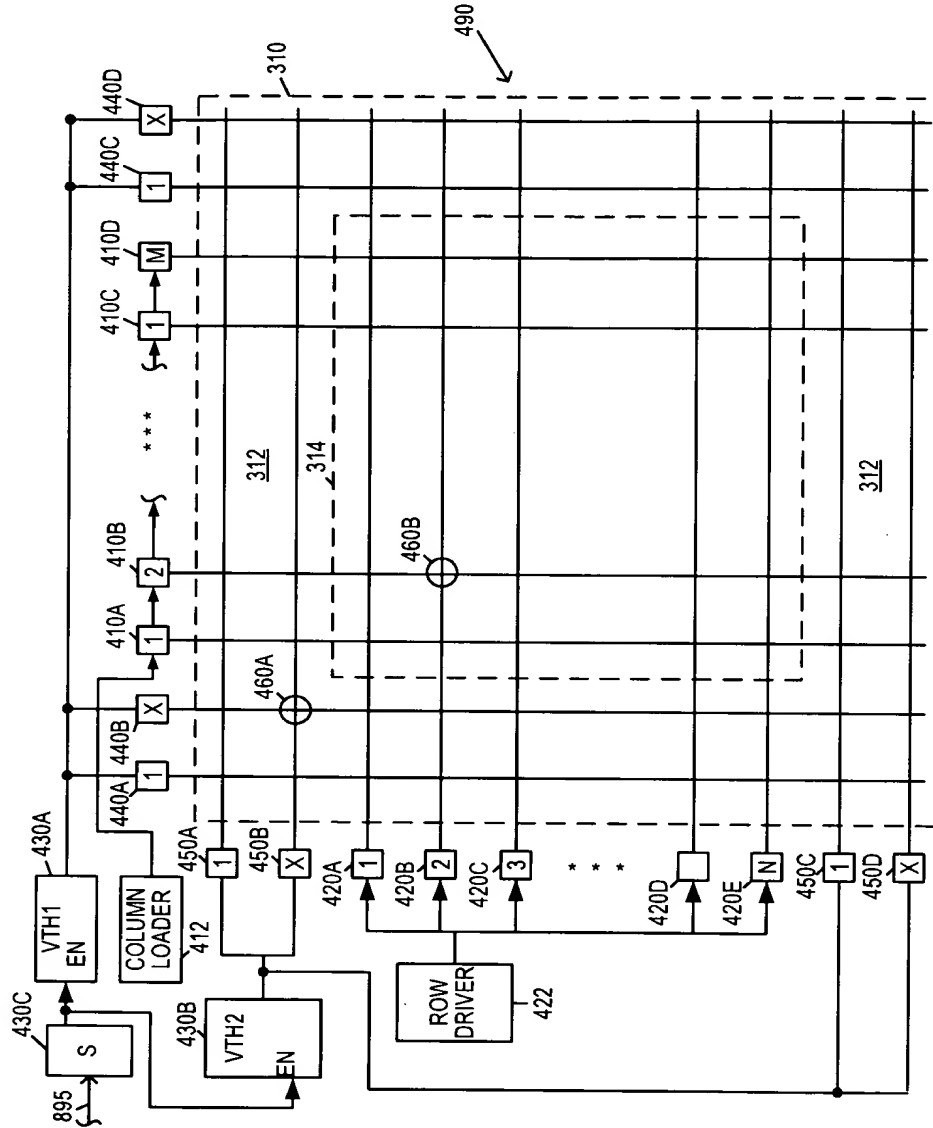 490
310
440D
X
440C
1
410D
M
410C
1
* * *
410B
2
410A
1
440B
X
440A
1
430A
VTH1
EN
430C
S
895
COLUMN
LOADER
412
430B
VTH2
EN
450A
1
450B
X
460A
312
314
460B
420A
1
420B
2
420C
3
* * *
420D
420E
N
ROW
DRIVER
422
450C
1
450D
X
312